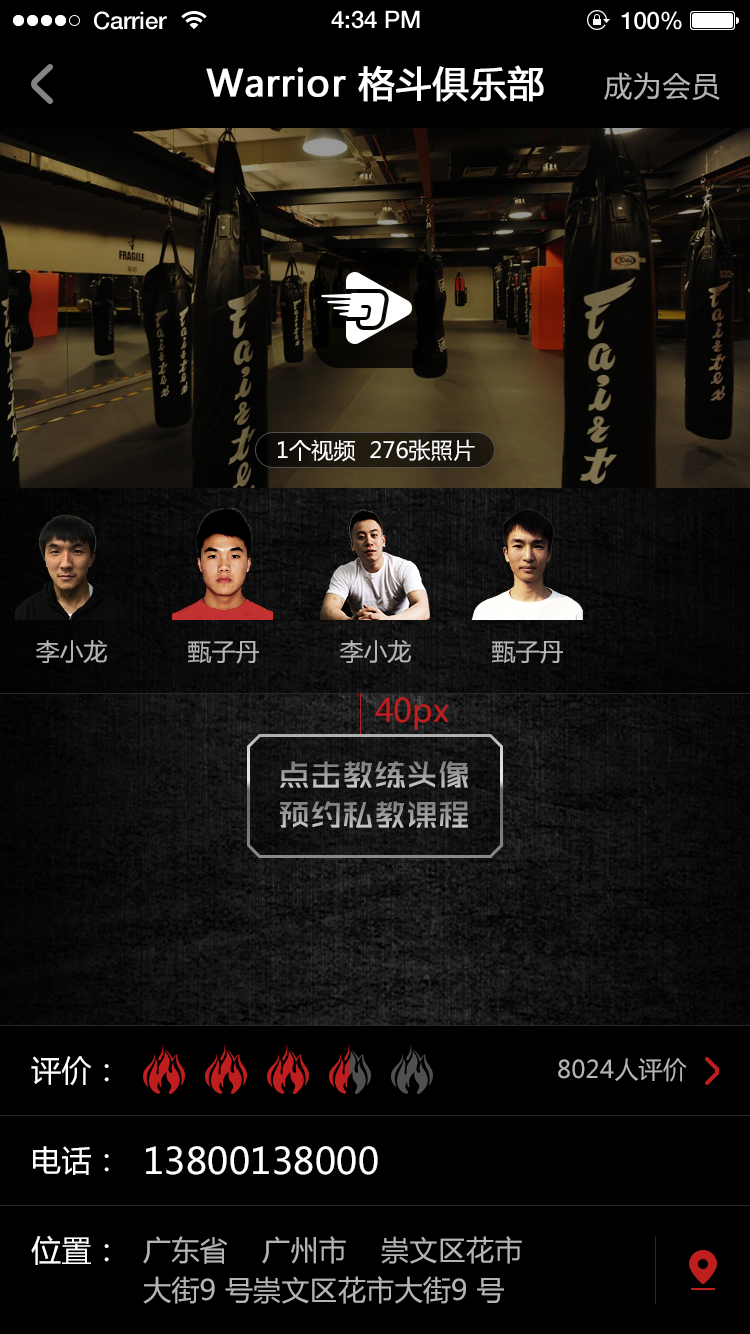 Carrier 4:34 PM 100%
Warrior 格斗俱乐部 成为会员
FRAGILE
Fairtex
Fairtex
Fairtex
Fairtex
1个视频 276张照片
李小龙 甄子丹 李小龙 甄子丹
40px
点击教练头像
预约私教课程
评价： 8024人评价
电话： 13800138000
位置： 广东省 广州市 崇文区花市
大街9 号崇文区花市大街9 号